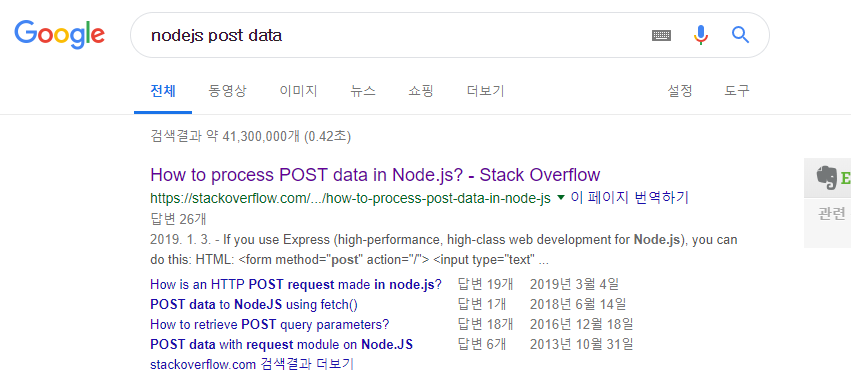 Google
nodejs post data
전체 동영상 이미지 뉴스 쇼핑 더보기 설정 도구
검색결과 약 41,300,000개 (0.42초)
How to process POST data in Node.js? - Stack Overflow
https://stackoverflow.com/.../how-to-process-post-data-in-node-js ▼ 이 페이지 번역하기
답변 26개
2019. 1. 3. - If you use Express (high-performance, high-class web development for Node.js), you can
do this: HTML: <form method="post" action="/"> <input type="text" ...
How is an HTTP POST request made in node.js? 답변 19개 2019년 3월 4일
POST data to NodeJS using fetch() 답변 1개 2018년 6월 14일
How to retrieve POST query parameters? 답변 18개 2016년 12월 18일
POST data with request module on Node.JS 답변 6개 2013년 10월 31일
stackoverflow.com 검색결과 더보기
관련